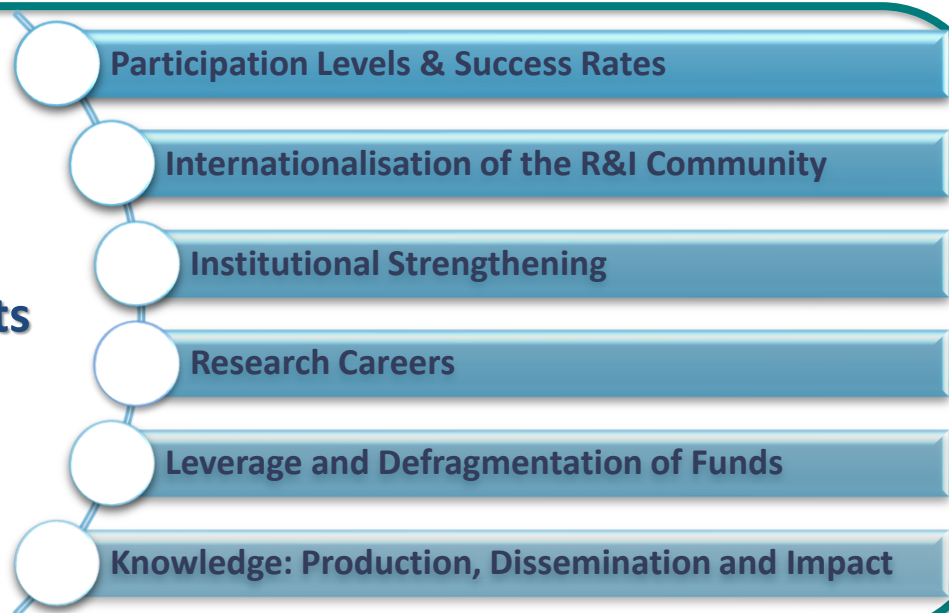 Participation Levels & Success Rates
Internationalisation of the R&I Community
Institutional Strengthening
ts
Research Careers
Leverage and Defragmentation of Funds
Knowledge: Production, Dissemination and Impact